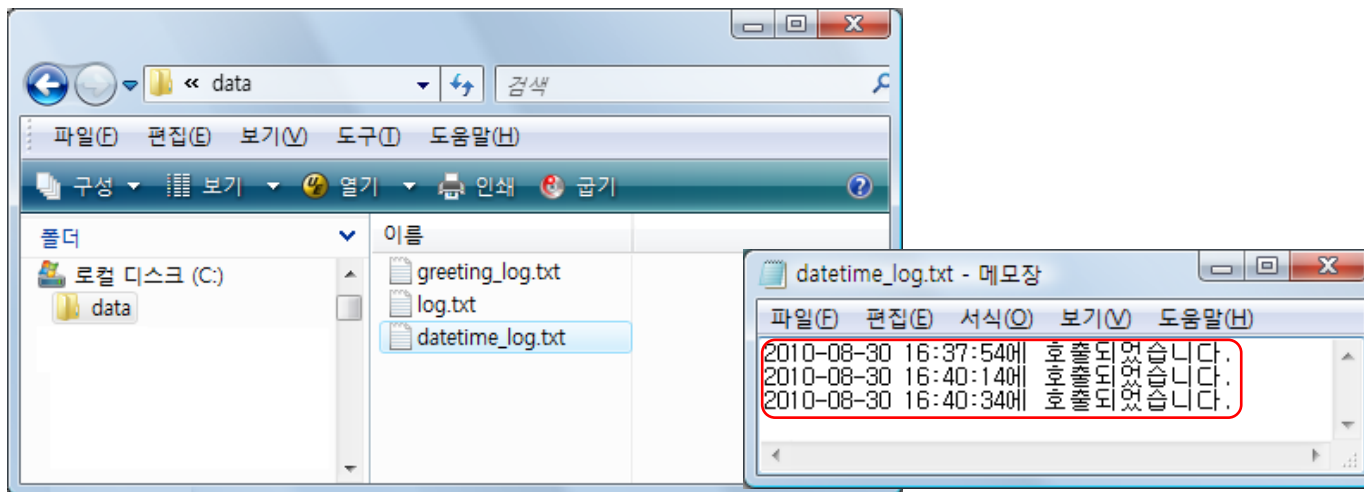 « data
검색
파일(F) 편집(E) 보기(V) 도구(T) 도움말(H)
구성 보기 열기 인쇄 굽기
폴더
이름
로컬 디스크 (C:)
data
greeting_log.txt
log.txt
datetime_log.txt
datetime_log.txt - 메모장
파일(F) 편집(E) 서식(O) 보기(V) 도움말(H)
2010-08-30 16:37:54에 호출되었습니다.
2010-08-30 16:40:14에 호출되었습니다.
2010-08-30 16:40:34에 호출되었습니다.